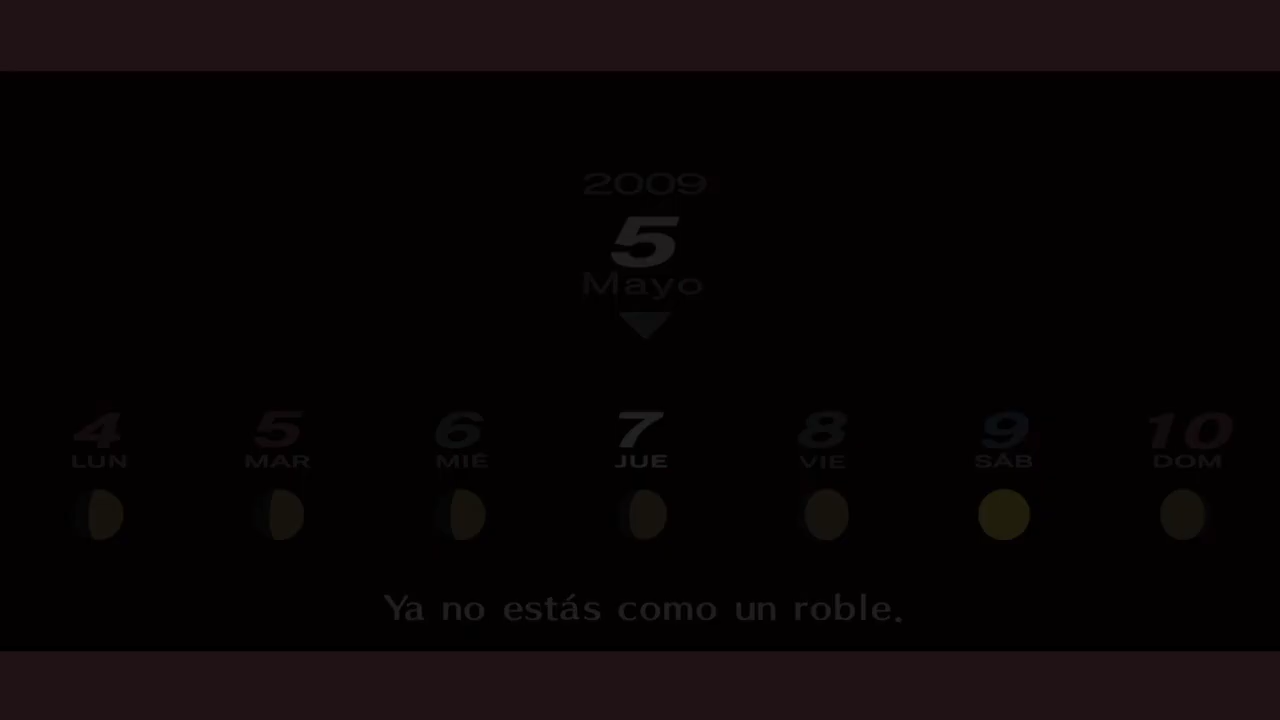 2009
5
Mayo
4 5 6 7 8 9 10
LUN MAR MIÉ JUE VIE SÁB DOM
Ya no estás como un roble.